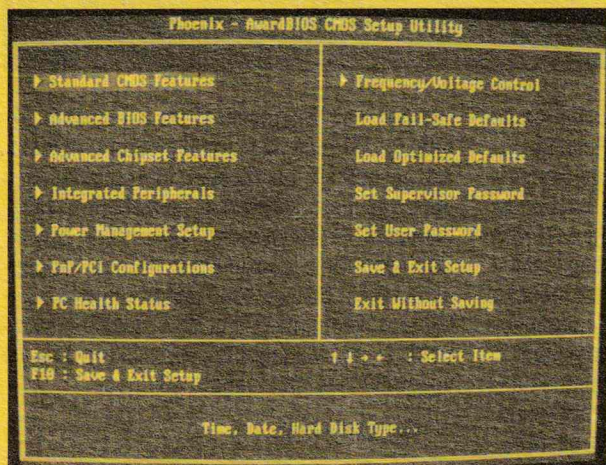 Phoenix - AwardBIOS CMOS Setup Utility
▶ Standard CMOS Features
▶ Advanced BIOS Features
▶ Advanced Chipset Features
▶ Integrated Peripherals
▶ Power Management Setup
▶ PnP/PCI Configurations
▶ PC Health Status
▶ Frequency/Voltage Control
Load Fail-Safe Defaults
Load Optimized Defaults
Set Supervisor Password
Set User Password
Save & Exit Setup
Exit Without Saving
Esc : Quit
F10 : Save & Exit Setup
↑ ↓ → ← : Select Item
Time, Date, Hard Disk Type...